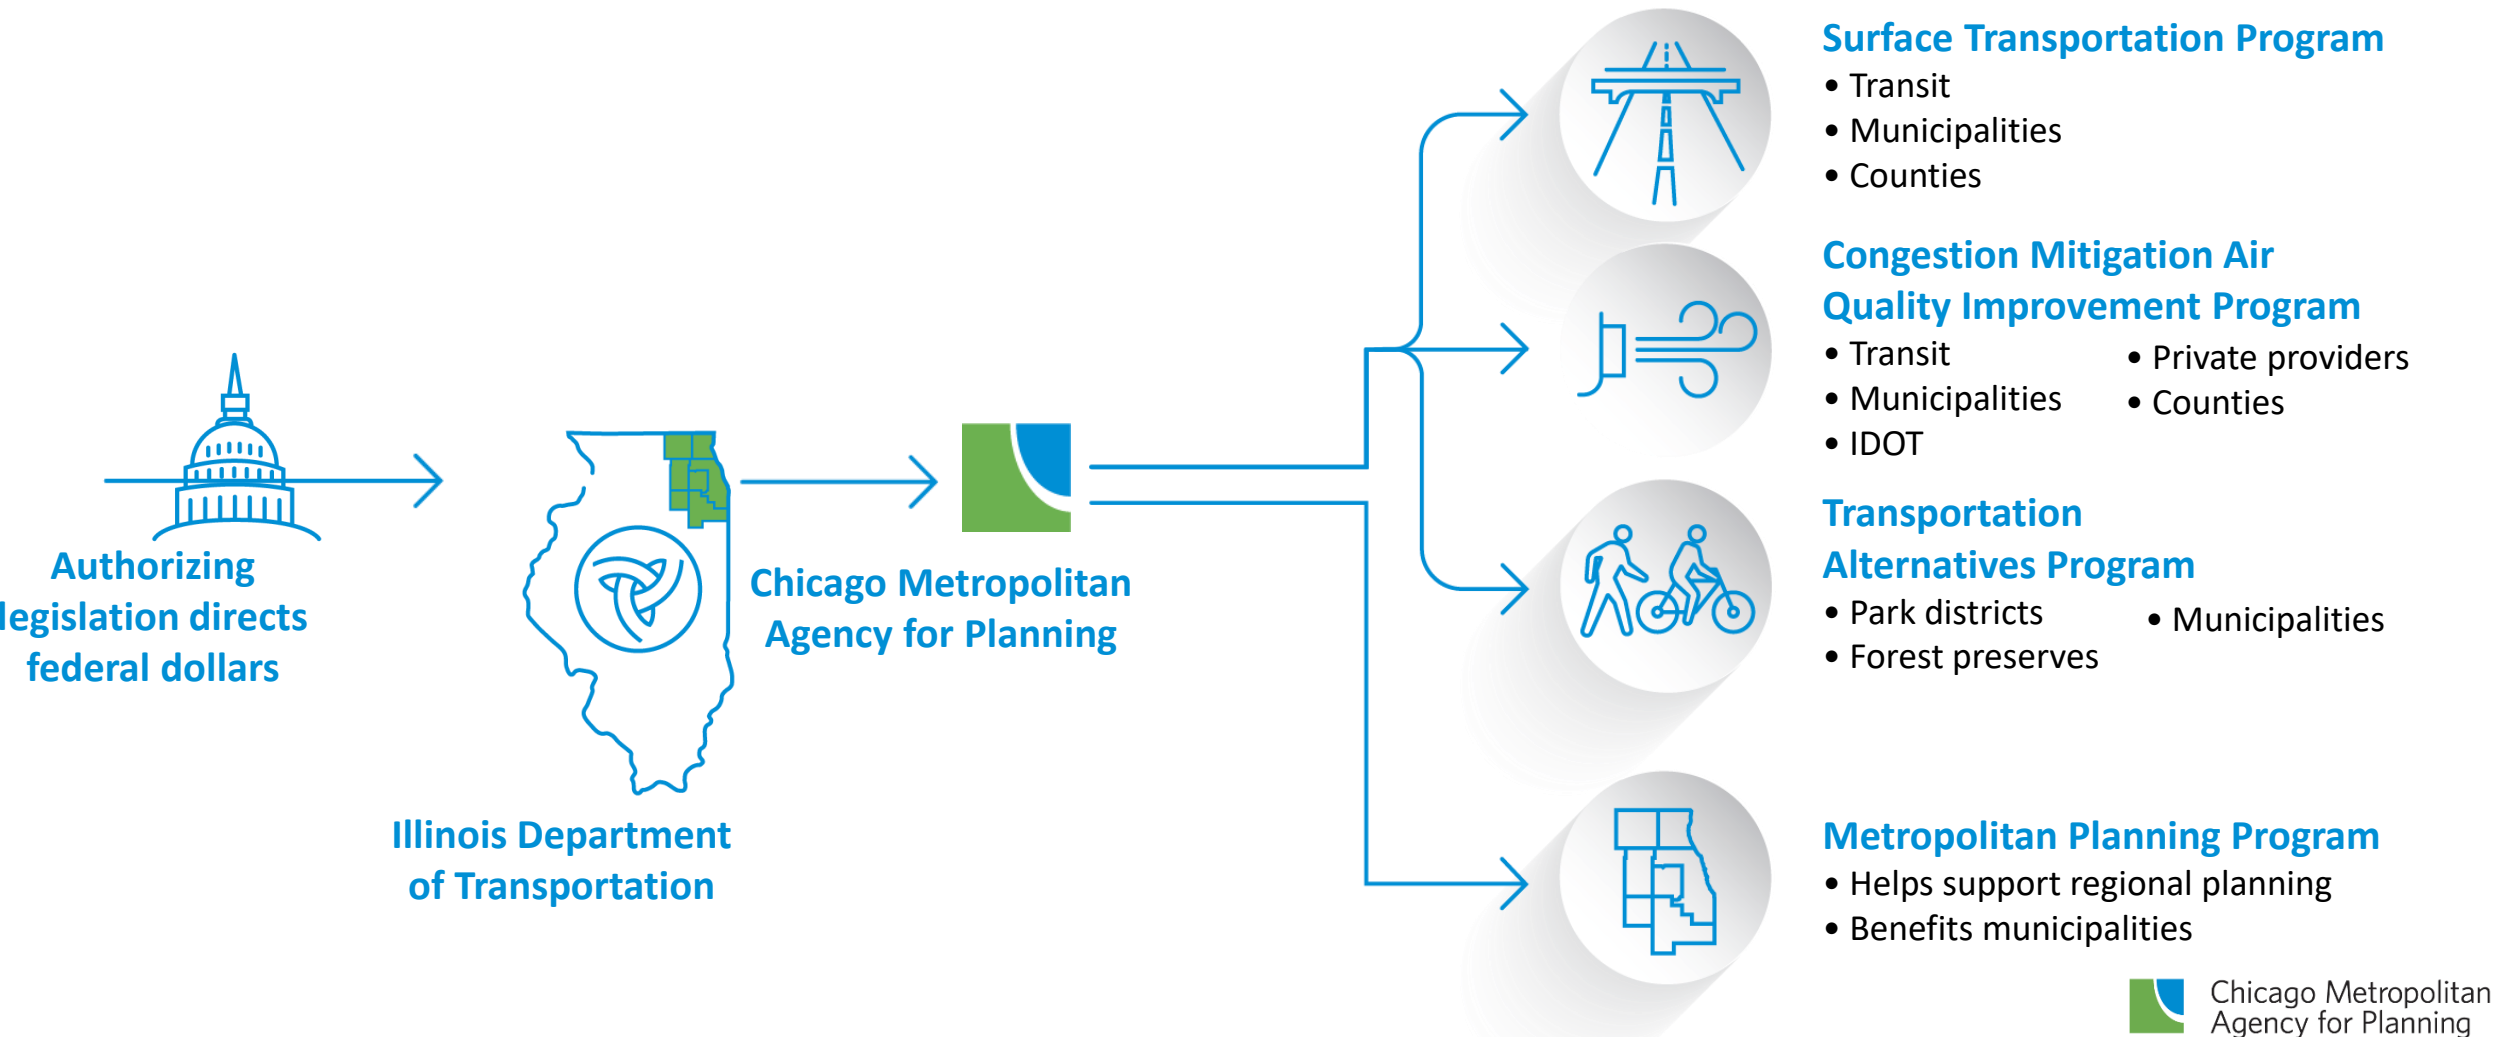 Authorizing
legislation directs
federal dollars
Illinois Department
of Transportation
Chicago Metropolitan
Agency for Planning
Surface Transportation Program
• Transit
• Municipalities
• Counties
Congestion Mitigation Air
Quality Improvement Program
• Transit
• Municipalities
• IDOT
• Private providers
• Counties
Transportation
Alternatives Program
• Park districts
• Forest preserves
• Municipalities
Metropolitan Planning Program
• Helps support regional planning
• Benefits municipalities
Chicago Metropolitan
Agency for Planning